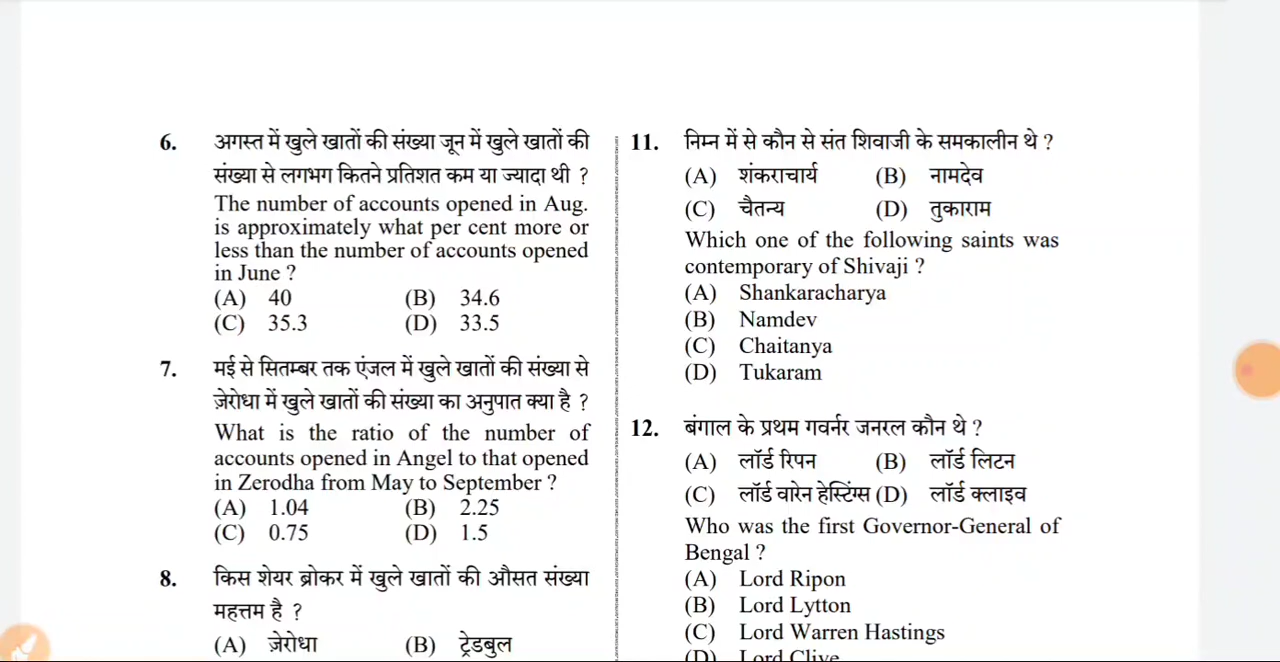 6. अगस्त में खुले खातों की संख्या जून में खुले खातों की
संख्या से लगभग कितने प्रतिशत कम या ज्यादा थी ?
The number of accounts opened in Aug.
is approximately what per cent more or
less than the number of accounts opened
in June ?
(A) 40 (B) 34.6
(C) 35.3 (D) 33.5
7. मई से सितम्बर तक एंजल में खुले खातों की संख्या से
ज़ेरोधा में खुले खातों की संख्या का अनुपात क्या है ?
What is the ratio of the number of
accounts opened in Angel to that opened
in Zerodha from May to September ?
(A) 1.04 (B) 2.25
(C) 0.75 (D) 1.5
8. किस शेयर ब्रोकर में खुले खातों की औसत संख्या
महत्तम है ?
(A) ज़ेरोधा (B) ट्रेडबुल
11. निम्न में से कौन से संत शिवाजी के समकालीन थे ?
(A) शंकराचार्य (B) नामदेव
(C) चैतन्य (D) तुकाराम
Which one of the following saints was
contemporary of Shivaji ?
(A) Shankaracharya
(B) Namdev
(C) Chaitanya
(D) Tukaram
12. बंगाल के प्रथम गवर्नर जनरल कौन थे ?
(A) लॉर्ड रिपन (B) लॉर्ड लिटन
(C) लॉर्ड वारेन हेस्टिंग्स (D) लॉर्ड क्लाइव
Who was the first Governor-General of
Bengal ?
(A) Lord Ripon
(B) Lord Lytton
(C) Lord Warren Hastings
(D) Lord Clive